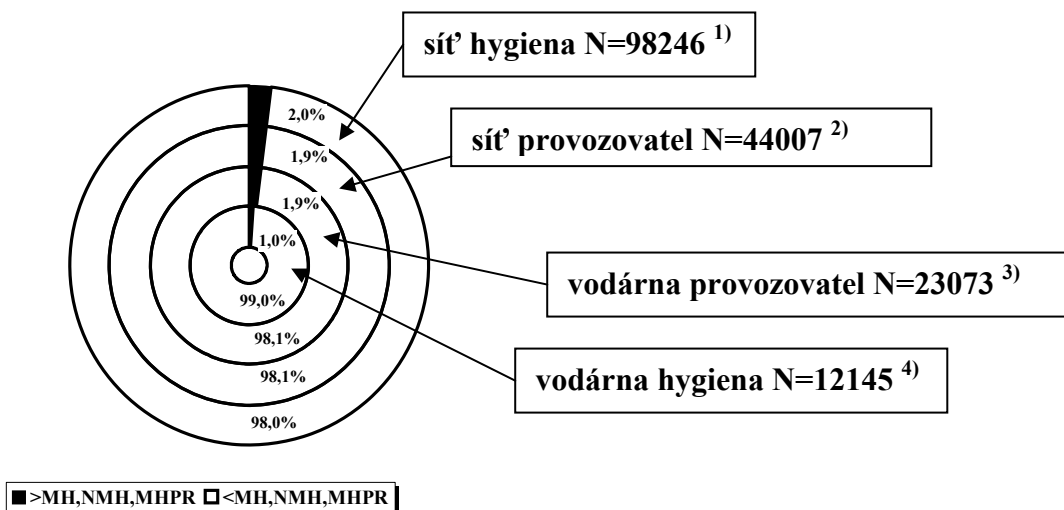 síť hygiena N=98246 1)
síť provozovatel N=44007 2)
vodárna provozovatel N=23073 3)
vodárna hygiena N=12145 4)
2,0%
1,9%
1,9%
1,0%
99,0%
98,1%
98,1%
98,0%
>MH,NMH,MHPR <MH,NMH,MHPR